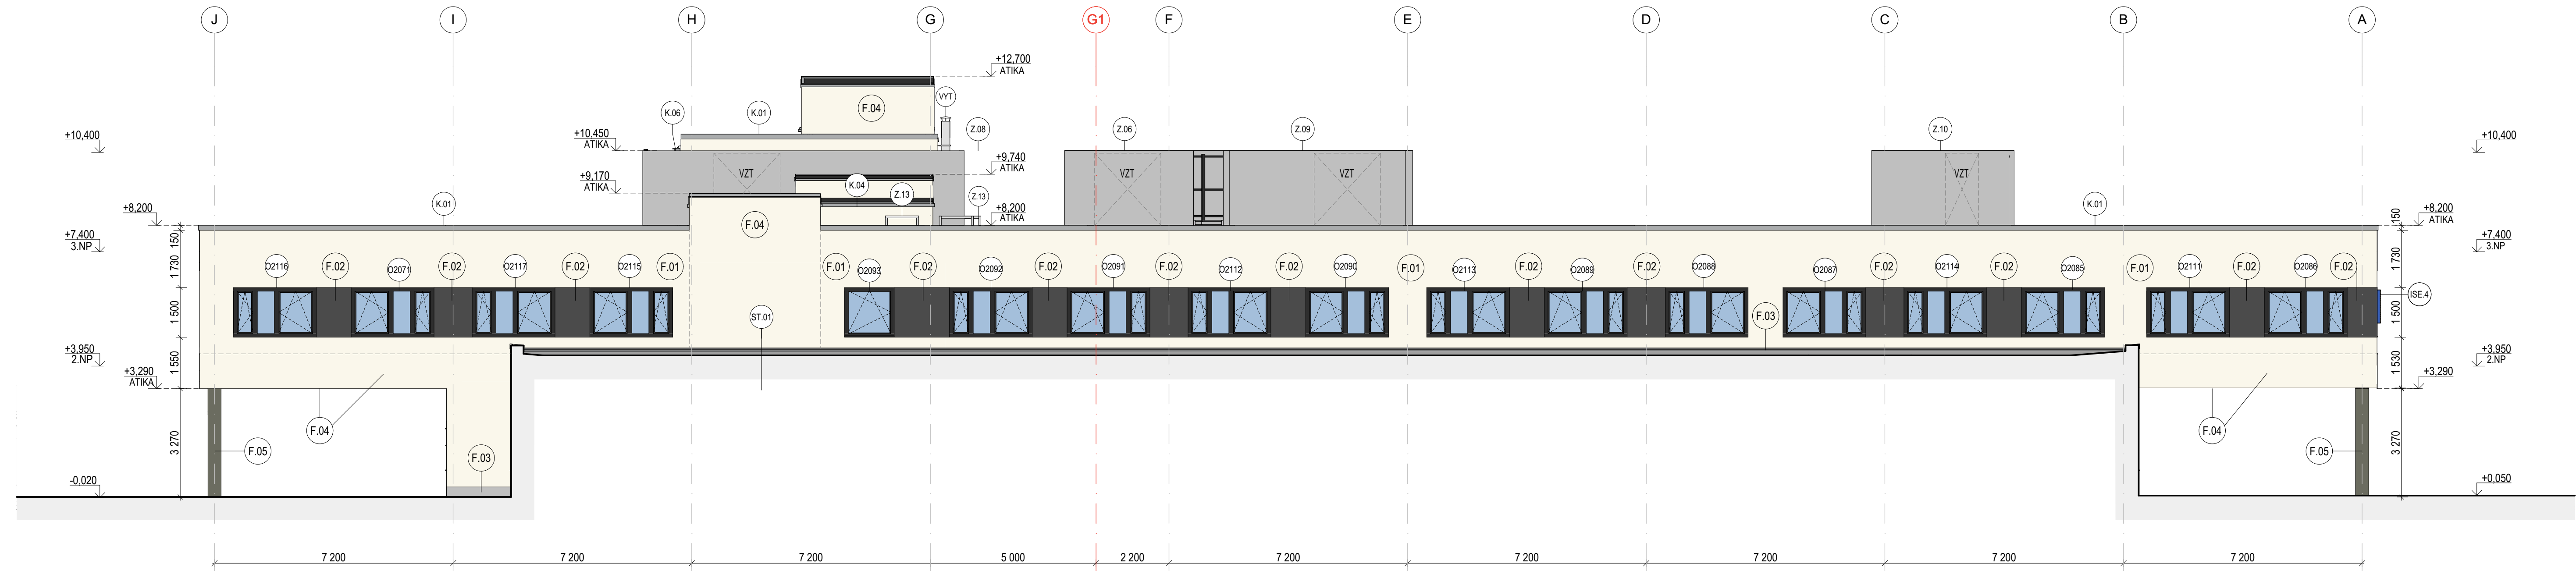 J I H G G1 F E D C B A
+12,700
ATIKA
F.04
K.06 K.01 VYT
+10,400 +10,450
ATIKA
Z.08 Z.06 Z.09 Z.10 +10,400
+9,740
ATIKA
+9,170
ATIKA
VZT K.04 VZT VZT VZT
Z.13 Z.13
+8,200 K.01 +8,200
ATIKA
K.01 +8,200
ATIKA
F.04
+7,400
3.NP
150 150
+7,400
3.NP
1 730 1 730
O2116 F.02 O2071 F.02 O2117 F.02 O2115 F.01 F.01 O2093 F.02 O2092 F.02 O2091 F.02 O2112 F.02 O2090 F.01 O2113 F.02 O2089 F.02 O2088 O2087 F.02 O2114 F.02 O2085 F.01 O2111 F.02 O2086 F.02
ISE.4
1 500 ST.01 F.03 1 500
+3,950
2.NP
1 550 1 530
+3,950
2.NP
+3,290
ATIKA
+3,290
F.04 F.04
F.05 F.03 F.05
3 270 3 270
-0,020 +0,050
7 200 7 200 7 200 5 000 2 200 7 200 7 200 7 200 7 200 7 200